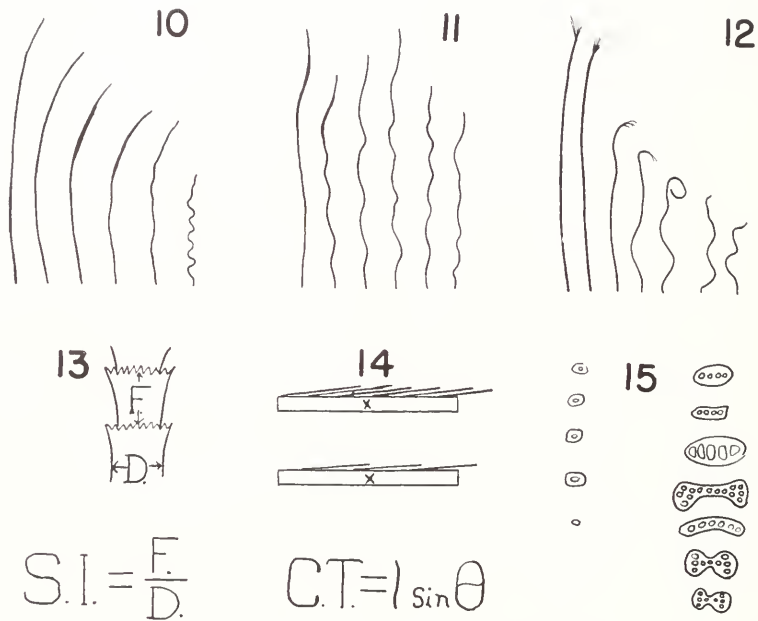 10
11
12
13
F
D.
14
x
x
15
S.I. = F. / D.
C.T. = l sin θ